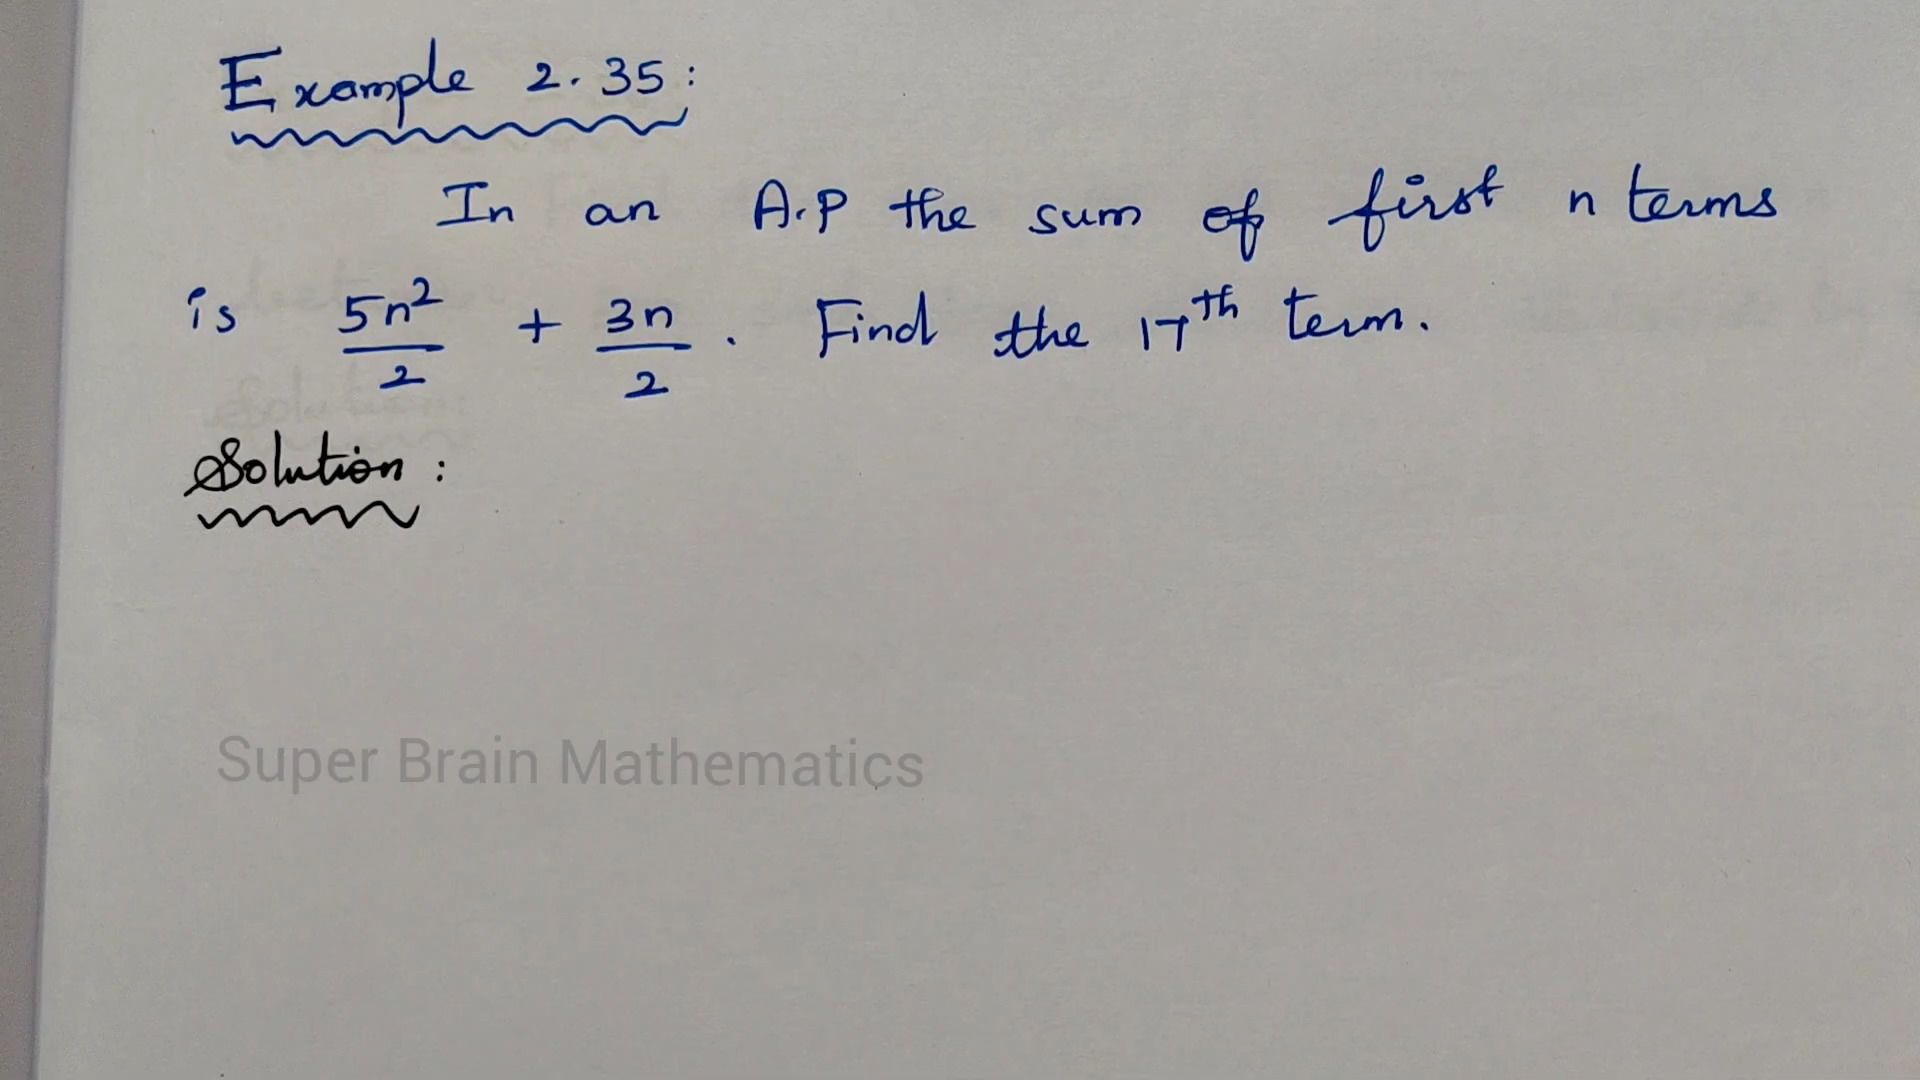 Example 2.35:
In an A.P the sum of first n terms
is 5n²/2 + 3n/2. Find the 17th term.
Solution:
Super Brain Mathematics